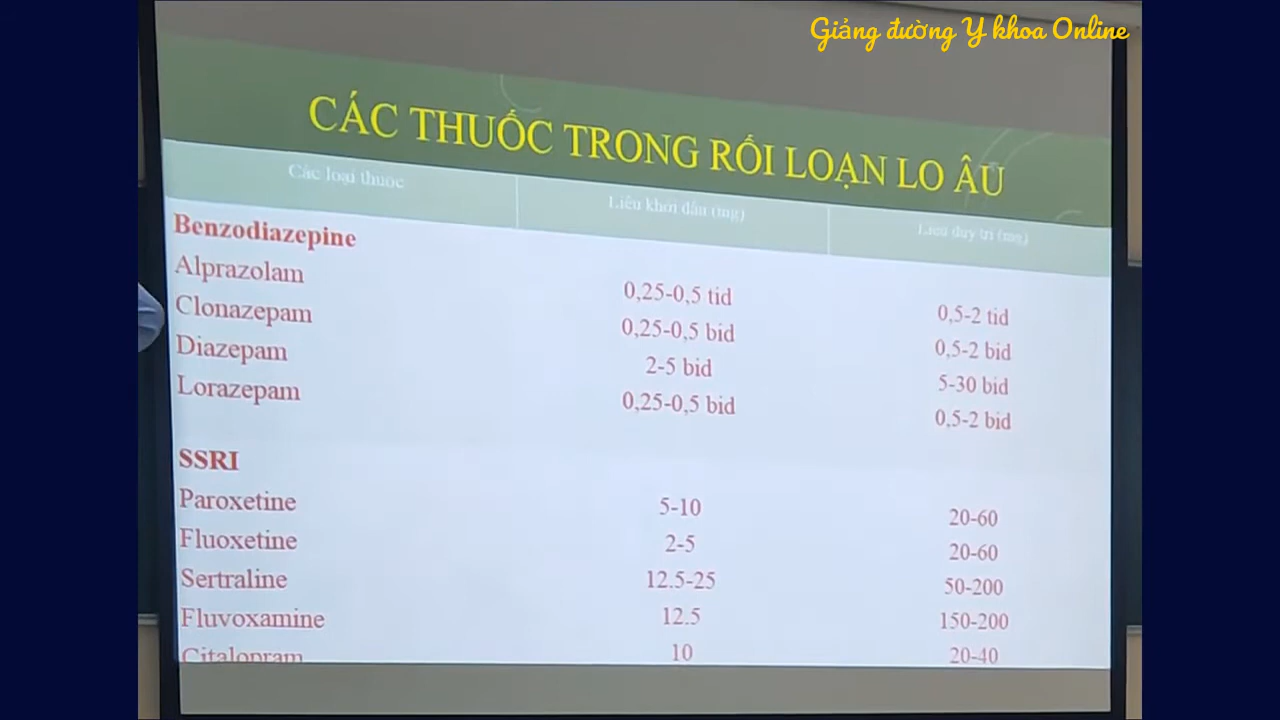 Giảng đường Y khoa Online
CÁC THUỐC TRONG RỐI LOẠN LO ÂU
Các loại thuốc Liều khởi đầu (mg) Liều duy trì (mg)
Benzodiazepine
Alprazolam 0,25-0,5 tid 0,5-2 tid
Clonazepam 0,25-0,5 bid 0,5-2 bid
Diazepam 2-5 bid 5-30 bid
Lorazepam 0,25-0,5 bid 0,5-2 bid
SSRI
Paroxetine 5-10 20-60
Fluoxetine 2-5 20-60
Sertraline 12.5-25 50-200
Fluvoxamine 12.5 150-200
Citalopram 10 20-40